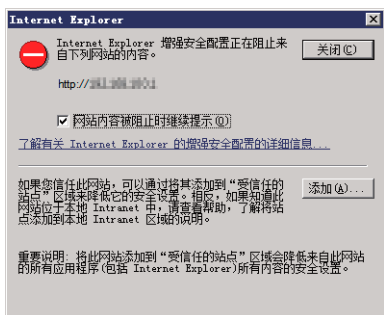 Internet Explorer
Internet Explorer 增强安全配置正在阻止来
自下列网站的内容。
关闭(C)
http://
网站内容被阻止时继续提示(O)
了解有关 Internet Explorer 的增强安全配置的详细信息...
如果您信任此网站，可以通过将其添加到“受信任的
站点”区域来降低它的安全设置。相反，如果知道此
网站位于本地 Intranet 中，请查看帮助，了解将站
点添加到本地 Intranet 区域的说明。
添加(A)...
重要说明：将此网站添加到“受信任的站点”区域会降低来自此网站
的所有应用程序(包括 Internet Explorer)所有内容的安全设置。